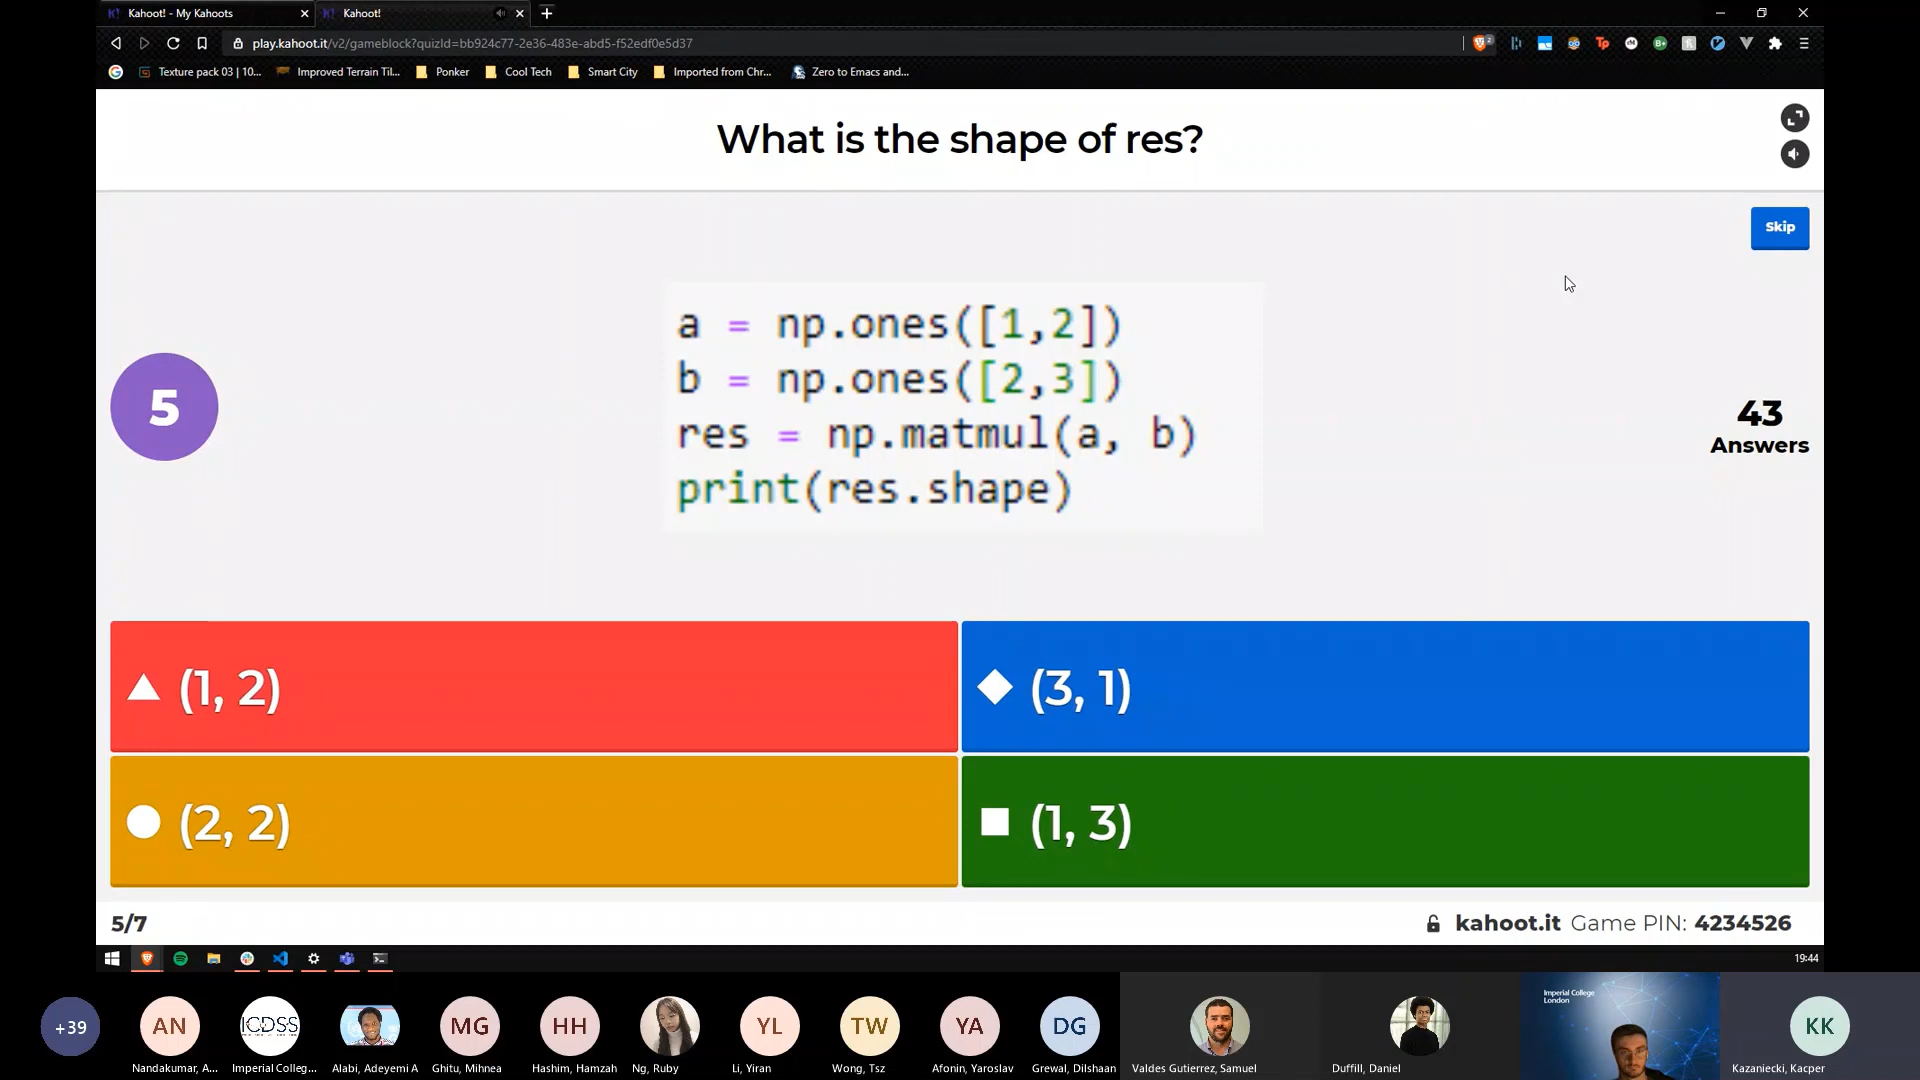 Kahoot! - My Kahoots
Kahoot!
play.kahoot.it/v2/gameblock?quizId=bb924c77-2e36-483e-abd5-f52edf0e5d37
Texture pack 03 | 10...
Improved Terrain Til...
Ponker
Cool Tech
Smart City
Imported from Chr...
Zero to Emacs and...
What is the shape of res?
Skip
a = np.ones([1,2])
b = np.ones([2,3])
res = np.matmul(a, b)
print(res.shape)
5
43
Answers
(1, 2)
(3, 1)
(2, 2)
(1, 3)
5/7
kahoot.it Game PIN: 4234526
19:44
+39
AN
ICDSS
MG
HH
YL
TW
YA
DG
Imperial College
London
KK
Nandakumar, A...
Imperial Colleg...
Alabi, Adeyemi A
Ghitu, Mihnea
Hashim, Hamzah
Ng, Ruby
Li, Yiran
Wong, Tsz
Afonin, Yaroslav
Grewal, Dilshaan
Valdes Gutierrez, Samuel
Duffill, Daniel
Kazaniecki, Kacper